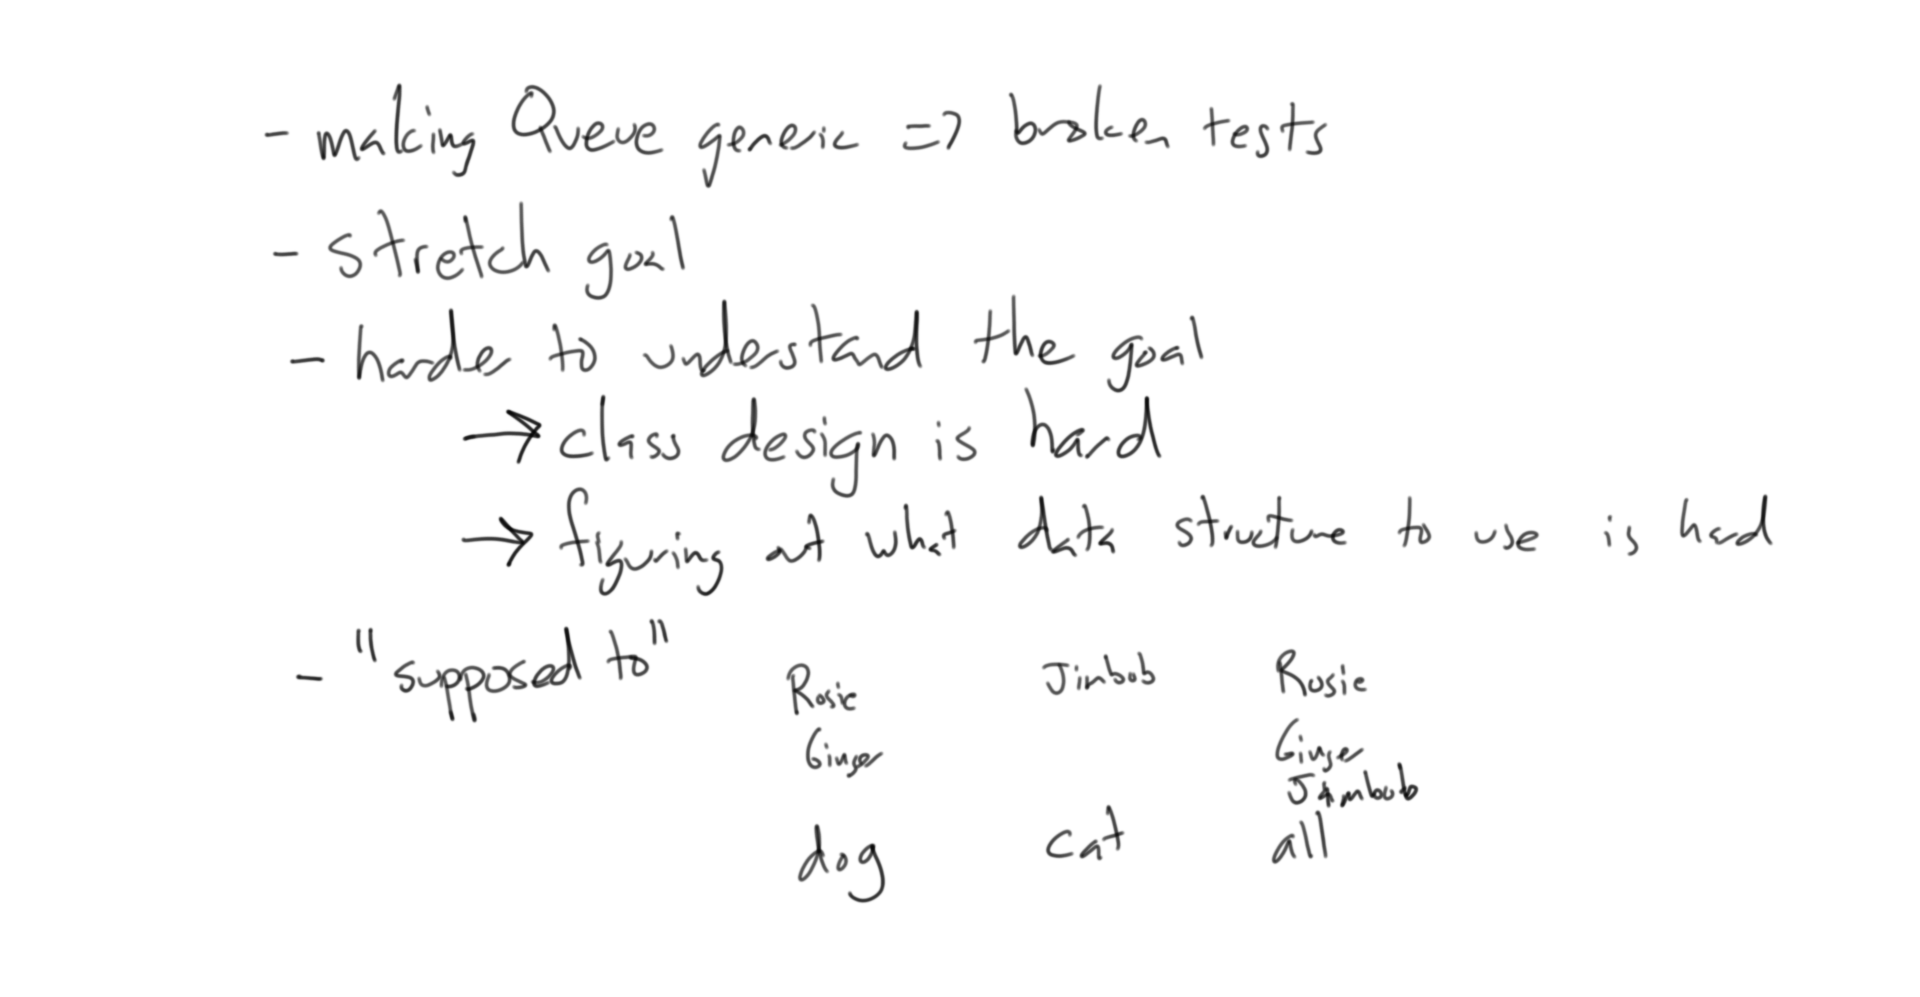 - making Queue generic => broken tests
- stretch goal
- harder to understand the goal
→ class design is hard
→ figuring out what data structure to use is hard
- "supposed to"
Rosie Jimbob Rosie
Ginger Ginger
Jimbob
dog cat all